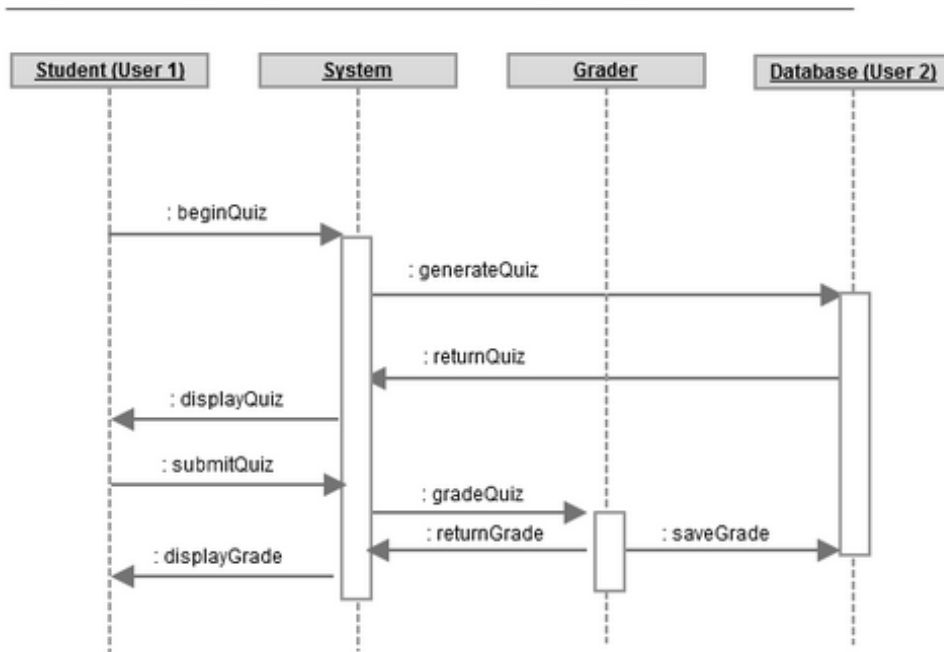 Student (User 1)
System
Grader
Database (User 2)
: beginQuiz
: generateQuiz
: returnQuiz
: displayQuiz
: submitQuiz
: gradeQuiz
: returnGrade
: saveGrade
: displayGrade